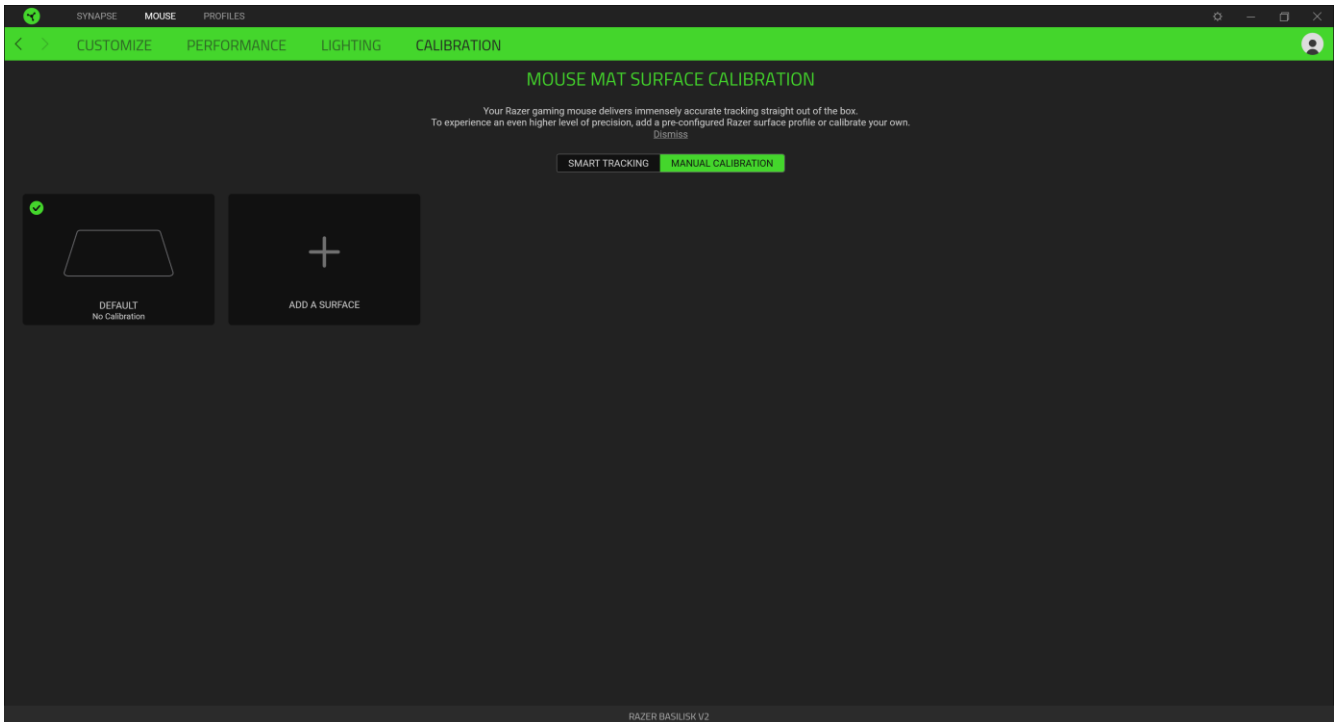 SYNAPSE MOUSE PROFILES
CUSTOMIZE PERFORMANCE LIGHTING CALIBRATION
MOUSE MAT SURFACE CALIBRATION
Your Razer gaming mouse delivers immensely accurate tracking straight out of the box.
To experience an even higher level of precision, add a pre-configured Razer surface profile or calibrate your own.
Dismiss
SMART TRACKING MANUAL CALIBRATION
DEFAULT
No Calibration
ADD A SURFACE
RAZER BASILISK V2